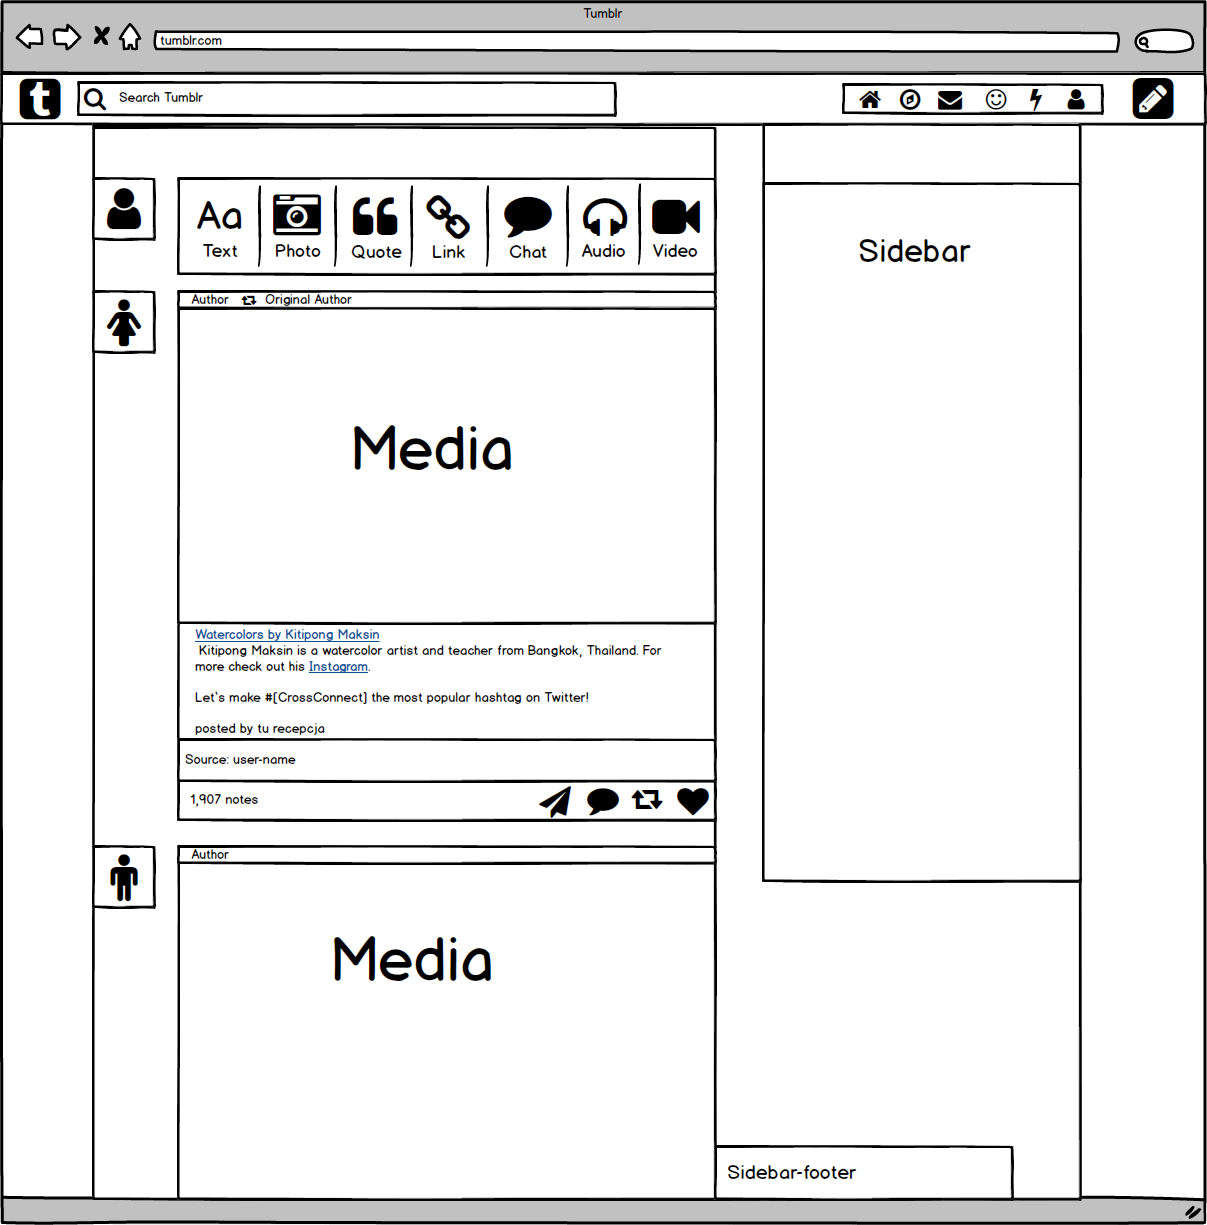 Tumblr
tumblr.com
t Search Tumblr
Aa
Text Photo Quote Link Chat Audio Video
Sidebar
Author Original Author
Media
Watercolors by Kitipong Maksin
Kitipong Maksin is a watercolor artist and teacher from Bangkok, Thailand. For
more check out his Instagram.
Let`s make #[CrossConnect] the most popular hashtag on Twitter!
posted by tu recepcja
Source: user-name
1,907 notes
Author
Media
Sidebar-footer